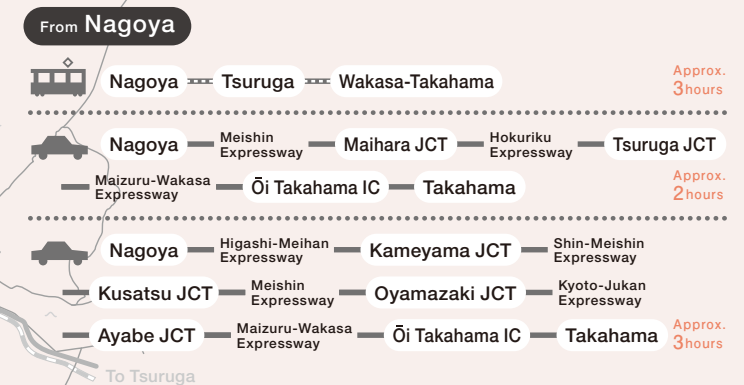 From Nagoya
Nagoya Tsuruga Wakasa-Takahama
Approx.
3hours
Nagoya Meishin Expressway Maihara JCT Hokuriku Expressway Tsuruga JCT
Maizuru-Wakasa Expressway Ōi Takahama IC Takahama
Approx.
2hours
Nagoya Higashi-Meihan Expressway Kameyama JCT Shin-Meishin Expressway
Kusatsu JCT Meishin Expressway Oyamazaki JCT Kyoto-Jukan Expressway
Ayabe JCT Maizuru-Wakasa Expressway Ōi Takahama IC Takahama
Approx.
3hours
To Tsuruga